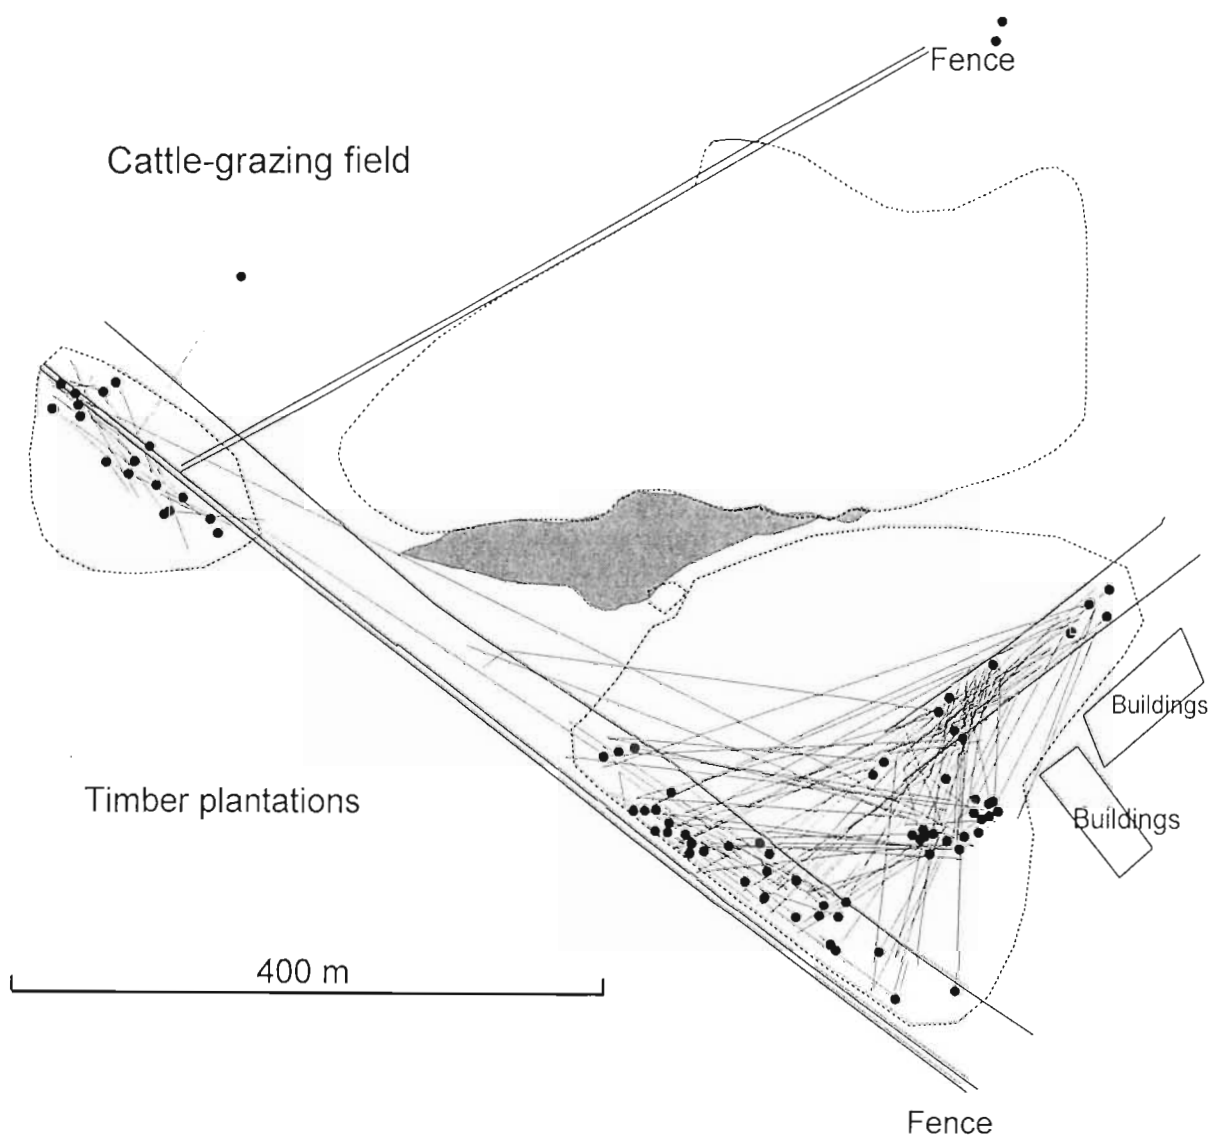 Fence
Cattle-grazing field
Buildings
Timber plantations
Buildings
400 m
Fence